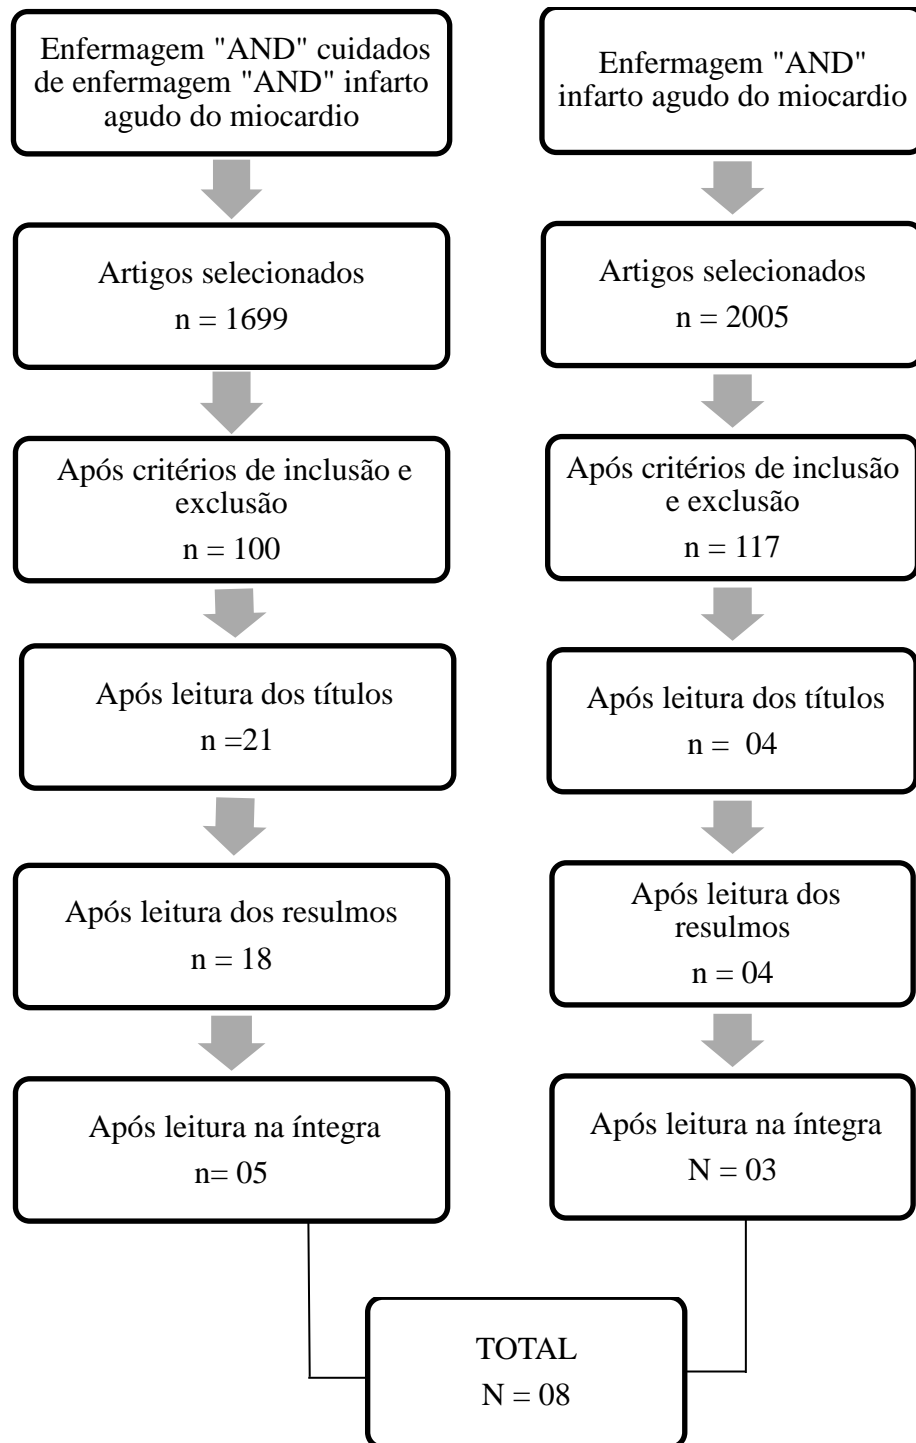 Enfermagem "AND" cuidados
de enfermagem "AND" infarto
agudo do miocardio
Artigos selecionados
n = 1699
Após critérios de inclusão e
exclusão
n = 100
Após leitura dos títulos
n =21
Após leitura dos resulmos
n = 18
Após leitura na íntegra
n= 05
Enfermagem "AND"
infarto agudo do miocardio
Artigos selecionados
n = 2005
Após critérios de inclusão
e exclusão
n = 117
Após leitura dos títulos
n =  04
Após leitura dos
resulmos
n = 04
Após leitura na íntegra
N = 03
TOTAL
N = 08